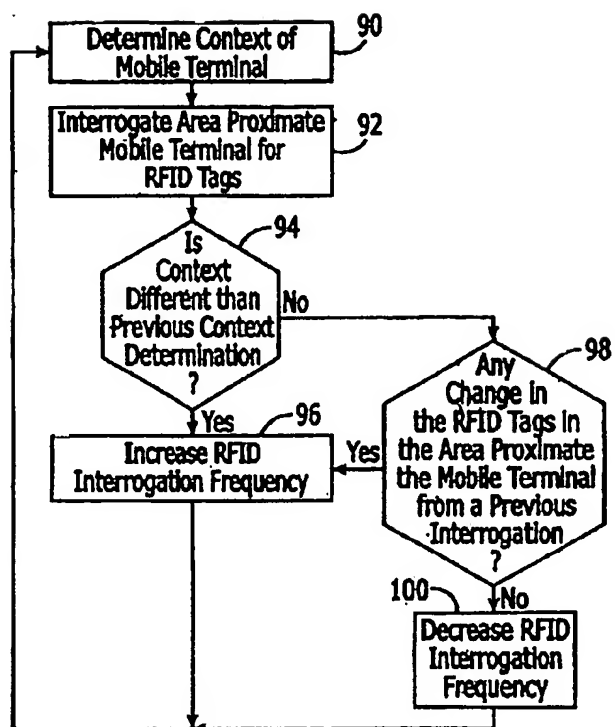 Determine Context of
Mobile Terminal
90
Interrogate Area Proximate
Mobile Terminal for
RFID Tags
92
Is
Context
Different than
Previous Context
Determination
?
94
No
Yes
Any
Change in
the RFID Tags in
the Area Proximate
the Mobile Terminal
from a Previous
Interrogation
?
98
Yes
Increase RFID
Interrogation Frequency
96
No
100
Decrease RFID
Interrogation
Frequency